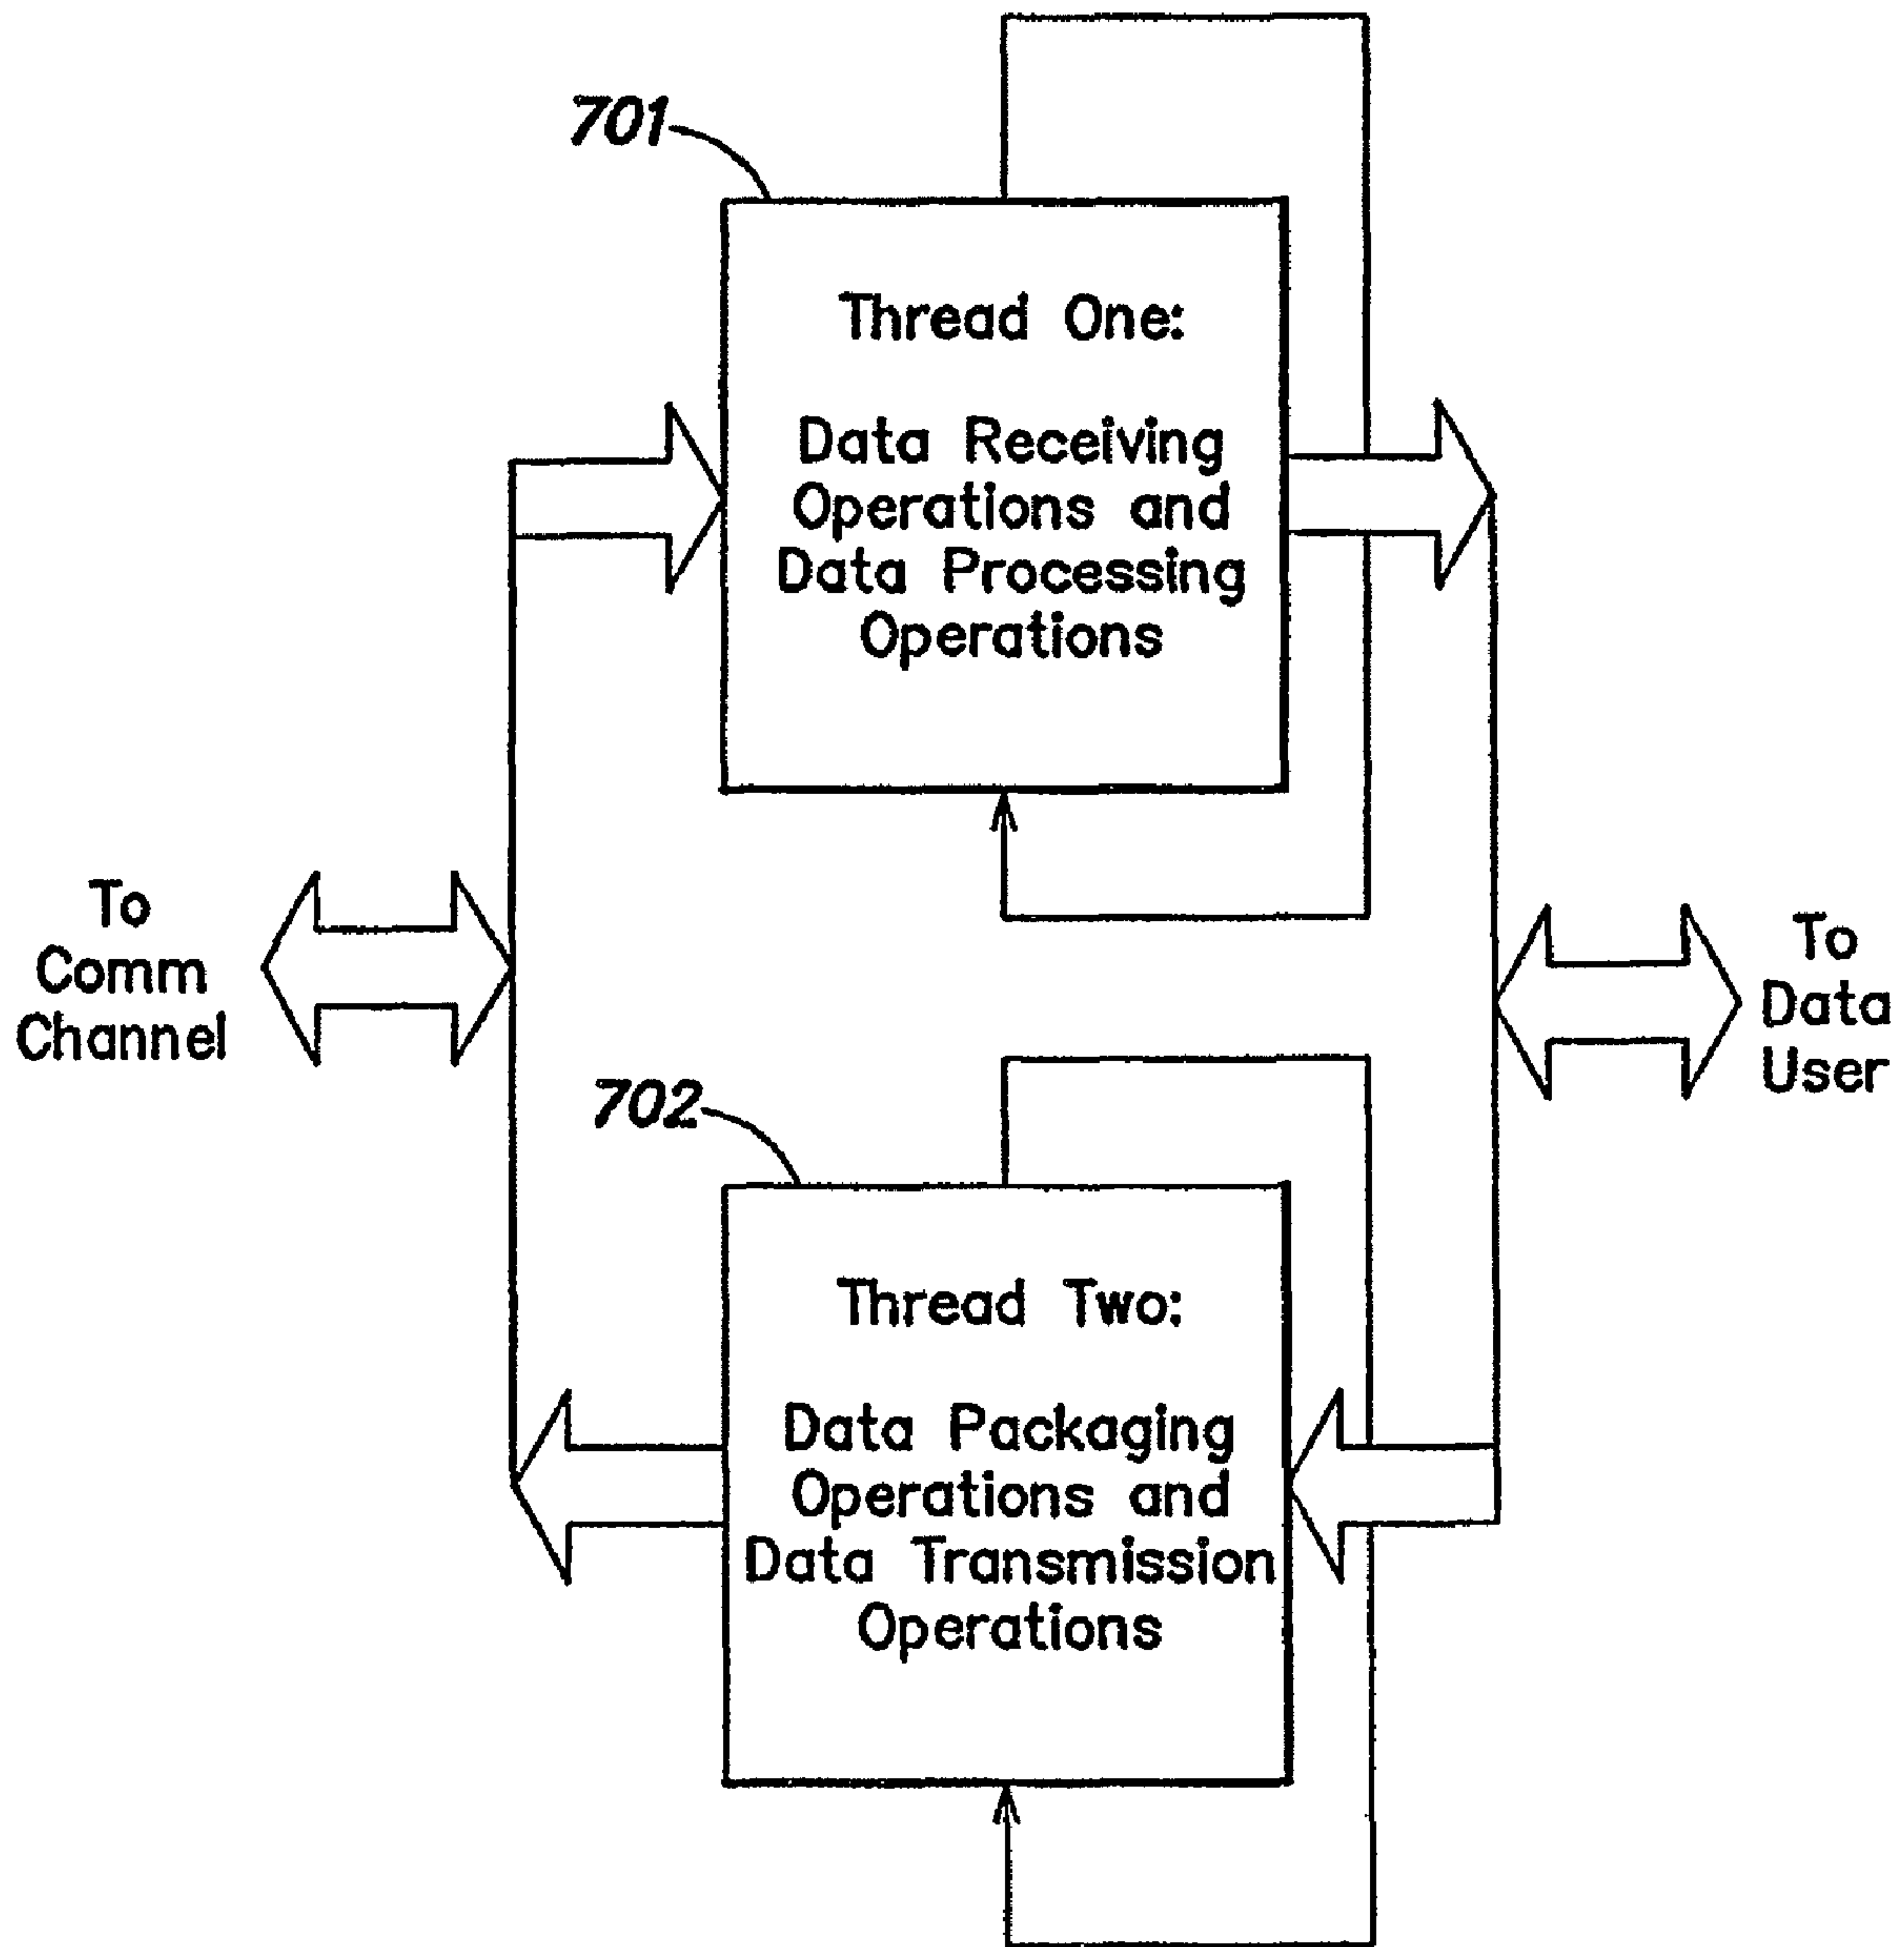 701
Thread One:
Data Receiving
Operations and
Data Processing
Operations
To
Comm
Channel
To
Data
User
702
Thread Two:
Data Packaging
Operations and
Data Transmission
Operations